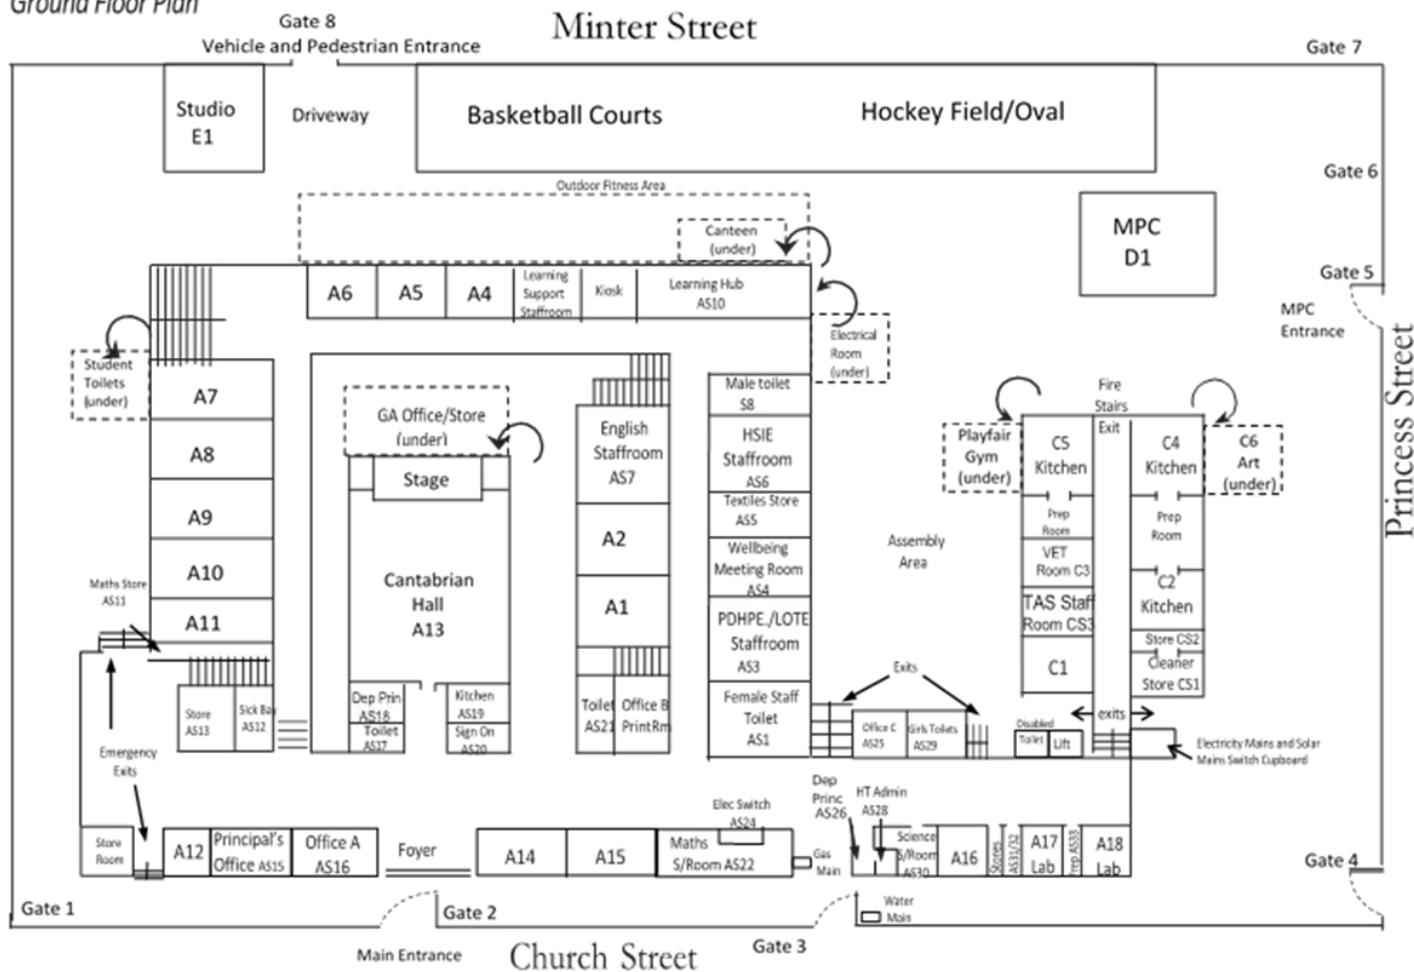 Ground Floor Plan
Gate 8
Vehicle and Pedestrian Entrance
Minter Street
Gate 7
Studio
E1
Driveway
Basketball Courts
Hockey Field/Oval
Gate 6
Outdoor Fitness Area
Canteen
(under)
MPC
D1
Gate 5
MPC
Entrance
A6
A5
A4
Learning
Support
Staffroom
Kiosk
Learning Hub
AS10
Electrical
Room
(under)
Student
Toilets
(under)
A7
A8
A9
A10
A11
Maths Store
AS11
GA Office/Store
(under)
Stage
Cantabrian
Hall
A13
Dep Prin
AS18
Toilet
AS17
Kitchen
AS19
Sign On
AS20
English
Staffroom
AS7
A2
A1
Toilet
AS21
Office B
PrintRm
Male toilet
S8
HSIE
Staffroom
AS6
Textiles Store
AS5
Wellbeing
Meeting Room
AS4
PDHPE./LOTE
Staffroom
AS3
Female Staff
Toilet
AS1
Assembly
Area
Exits
Office C
AS25
Girls Toilets
AS29
Playfair
Gym
(under)
Fire
Stairs
Exit
C5
Kitchen
Prep
Room
VET
Room C3
TAS Staff
Room CS3
C1
C4
Kitchen
Prep
Room
C2
Kitchen
Store CS2
Cleaner
Store CS1
C6
Art
(under)
Princess Street
exits
Disabled
Toilet
Lift
Electricity Mains and Solar
Mains Switch Cupboard
Store
AS13
Sick Bay
AS12
Emergency
Exits
Store
Room
A12
Principal's
Office AS15
Office A
AS16
Foyer
A14
A15
Elec Switch
AS24
Maths
S/Room AS22
Gas
Main
Dep
Princ
AS26
HT Admin
AS28
Science
S/Room
AS30
A16
Stores
AS31/32
A17
Lab
Prep AS33
A18
Lab
Gate 4
Gate 1
Gate 2
Water
Main
Main Entrance
Church Street
Gate 3